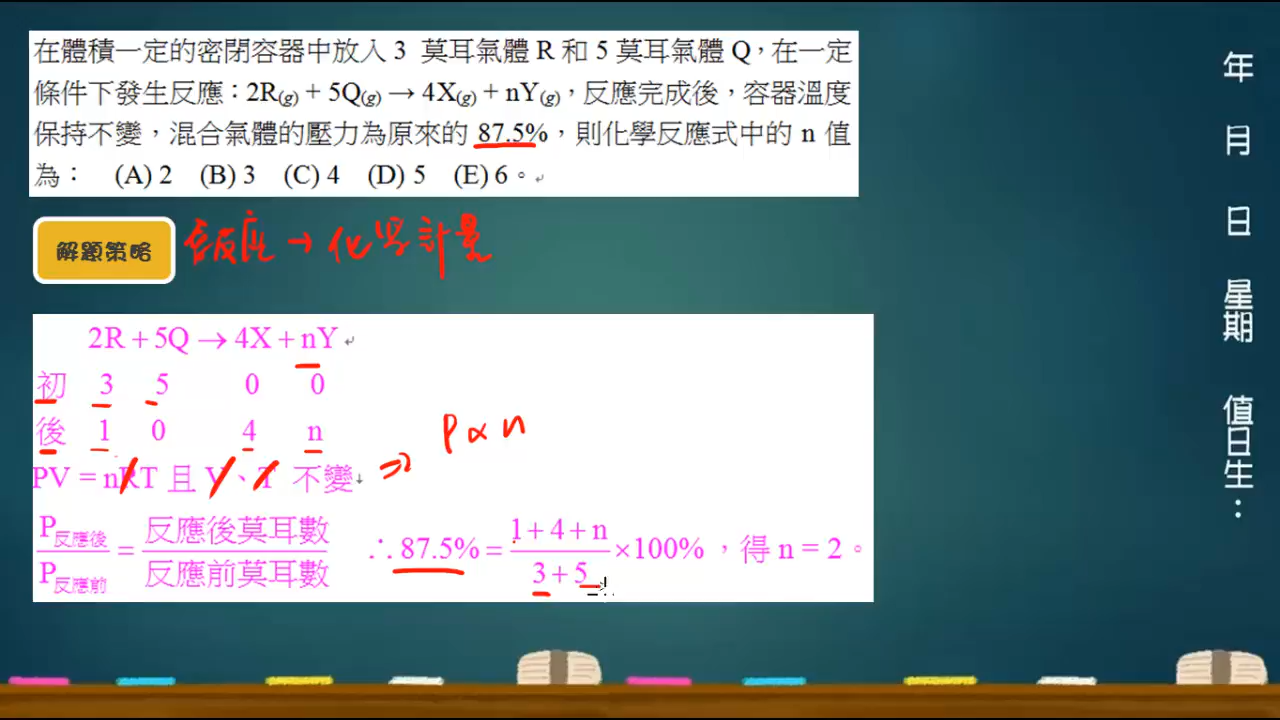 在體積一定的密閉容器中放入 3 莫耳氣體 R 和 5 莫耳氣體 Q，在一定
條件下發生反應：2R(g) + 5Q(g) → 4X(g) + nY(g)，反應完成後，容器溫度
保持不變，混合氣體的壓力為原來的 87.5%，則化學反應式中的 n 值
為： (A) 2 (B) 3 (C) 4 (D) 5 (E) 6。
解題策略
反應 → 化學計量
2R + 5Q → 4X + nY
初 3 5 0 0
後 1 0 4 n
P ∝ n
PV = nRT 且 V、T 不變 ⇒
P反應後 / P反應前 = 反應後莫耳數 / 反應前莫耳數 ∴ 87.5% = (1 + 4 + n) / (3 + 5) ×100% ，得 n = 2。
年
月
日
星期
值日生：